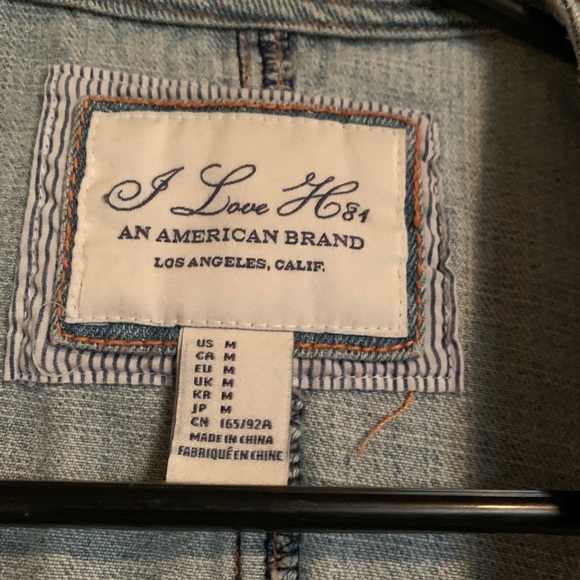 I Love H81
AN AMERICAN BRAND
LOS ANGELES, CALIF.
US M
CA M
EU M
UK M
KR M
JP M
CN 165/92A
MADE IN CHINA
FABRIQUÉ EN CHINE